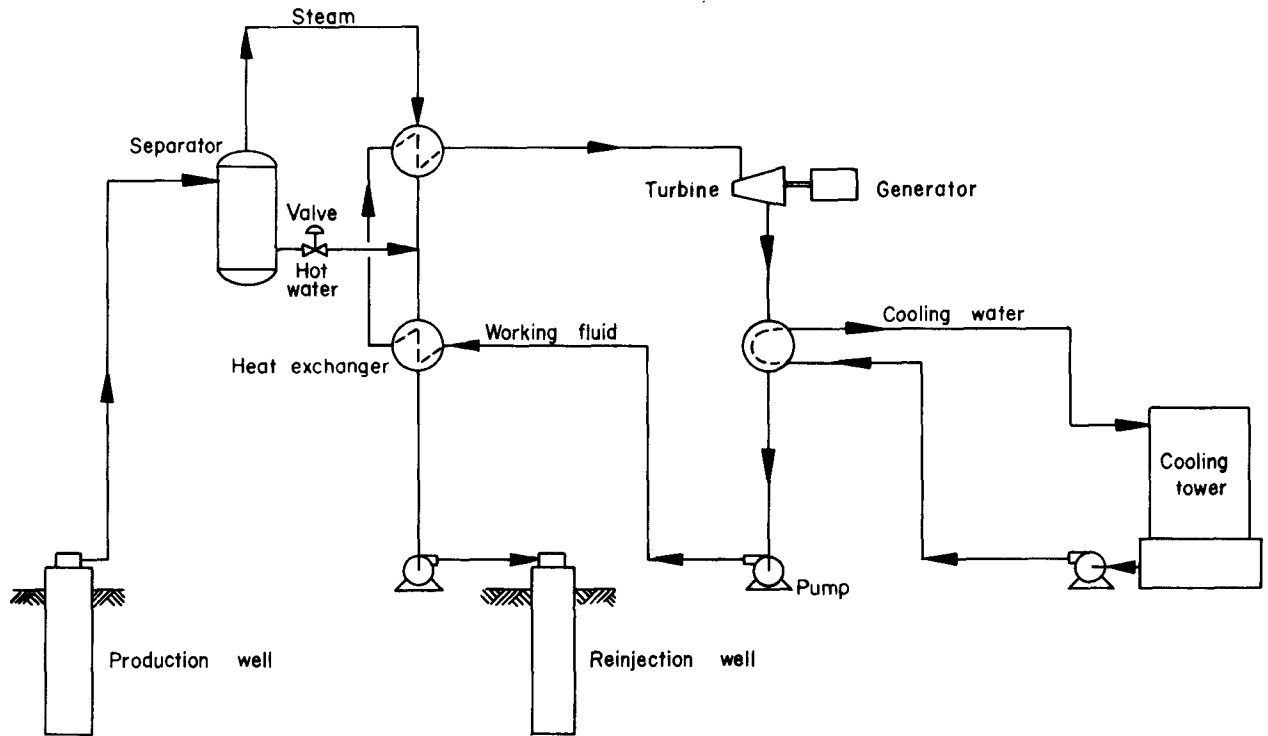 Steam
Separator
Valve
Hot
water
Turbine
Generator
Working fluid
Cooling water
Heat exchanger
Cooling
tower
Pump
Production well
Reinjection well